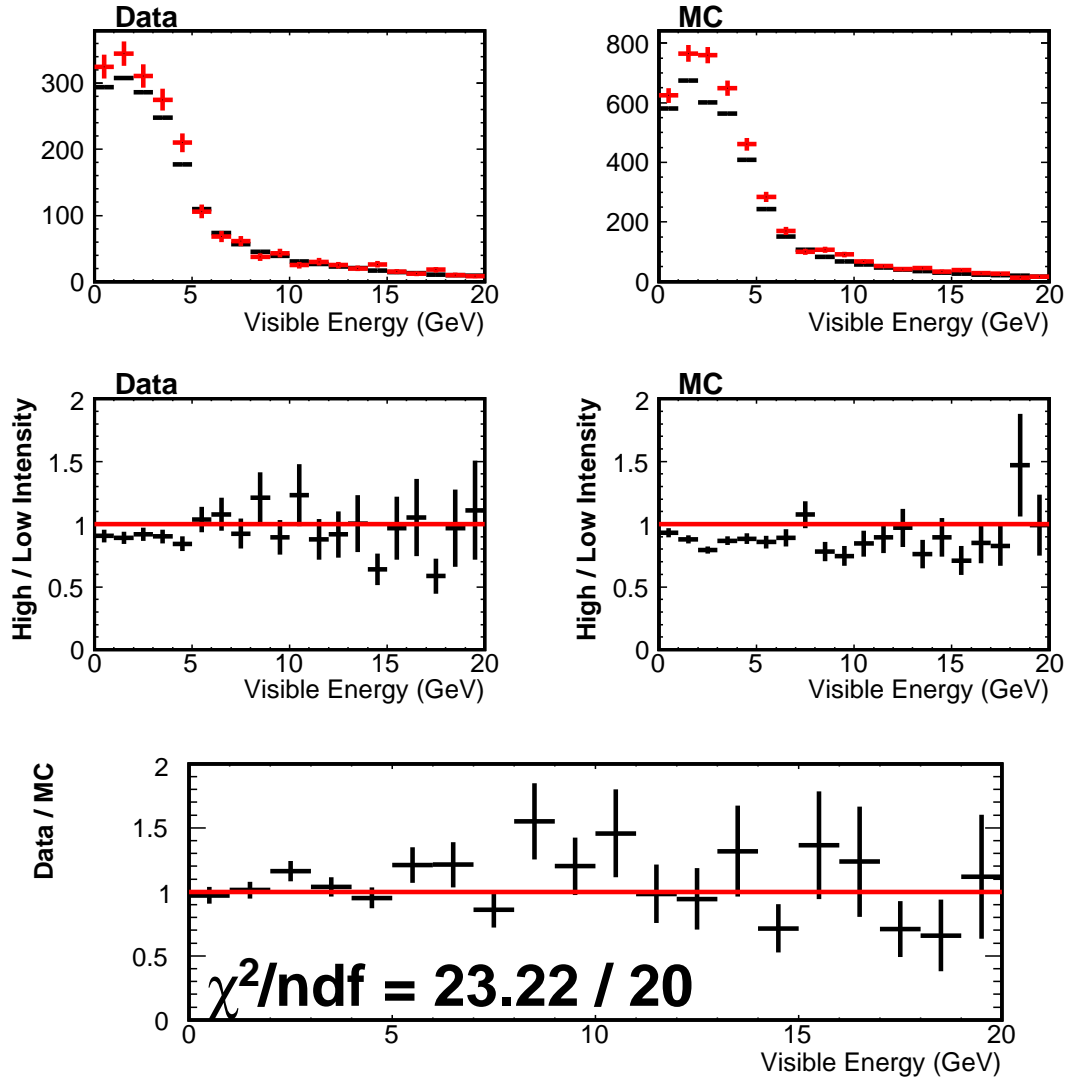 Data
MC
300
200
100
0
0 5 10 15 20
Visible Energy (GeV)
800
600
400
200
0
0 5 10 15 20
Visible Energy (GeV)
Data
MC
High / Low Intensity
2
1.5
1
0.5
0
0 5 10 15 20
Visible Energy (GeV)
High / Low Intensity
2
1.5
1
0.5
0
0 5 10 15 20
Visible Energy (GeV)
Data / MC
2
1.5
1
0.5
0
χ²/ndf = 23.22 / 20
0 5 10 15 20
Visible Energy (GeV)